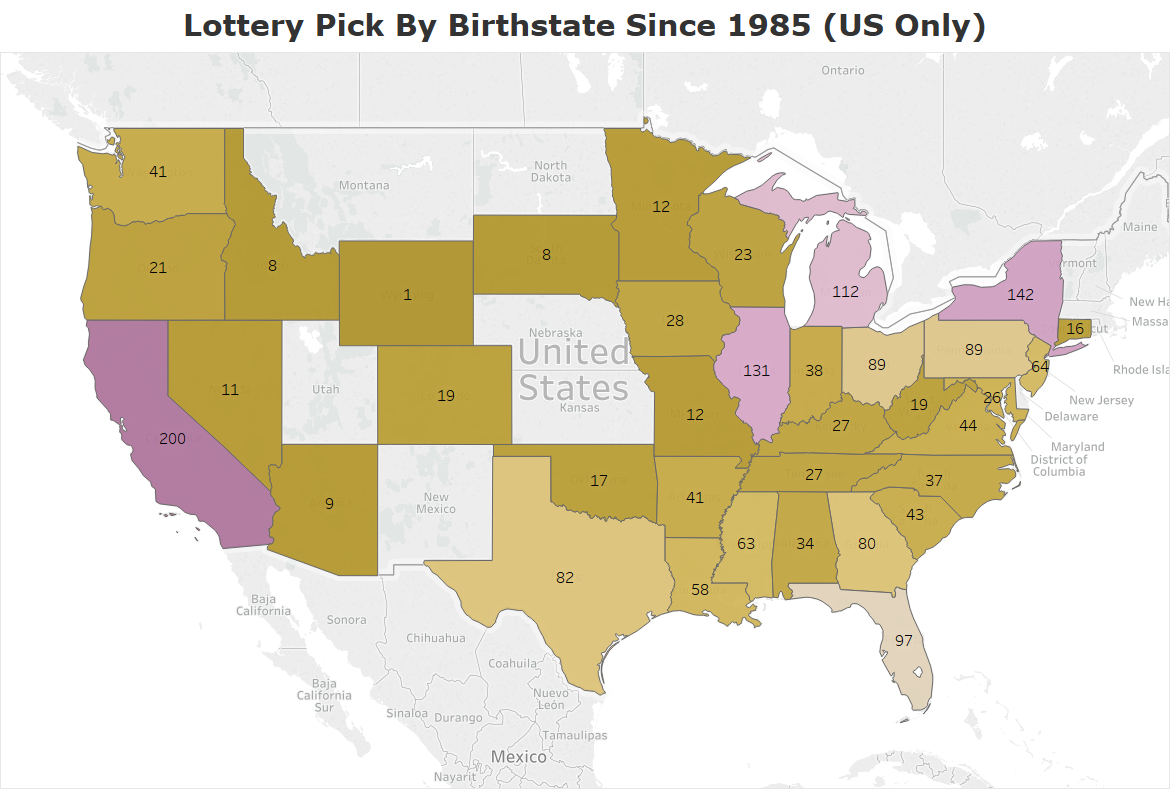 Lottery Pick By Birthstate Since 1985 (US Only)
Ontario
41
Montana
North
Dakota
12
21
8
8
23
Maine
rmont
1
112
142
New Ha
28
Massa
16
cut
Nebraska
United
States
131
38
89
89
64
Rhode Isla
Utah
11
19
Kansas
19
26
New Jersey
Delaware
200
12
27
44
Maryland
District of
Columbia
9
New
Mexico
17
27
37
41
43
63
34
80
82
58
Baja
California
Sonora
Chihuahua
97
Coahuila
Baja
California
Sur
Nuevo
León
Sinaloa
Durango
Tamaulipas
Mexico
Nayarit